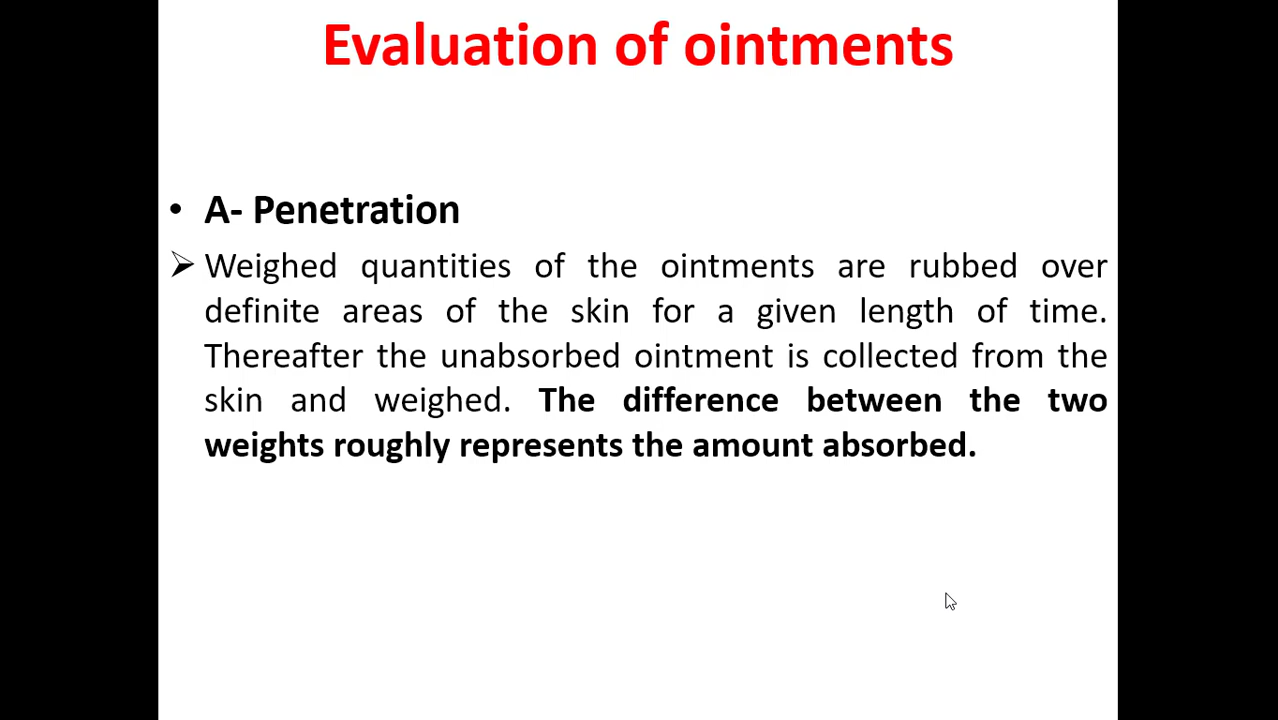 Evaluation of ointments
• A- Penetration
➢ Weighed quantities of the ointments are rubbed over
definite areas of the skin for a given length of time.
Thereafter the unabsorbed ointment is collected from the
skin and weighed. The difference between the two
weights roughly represents the amount absorbed.